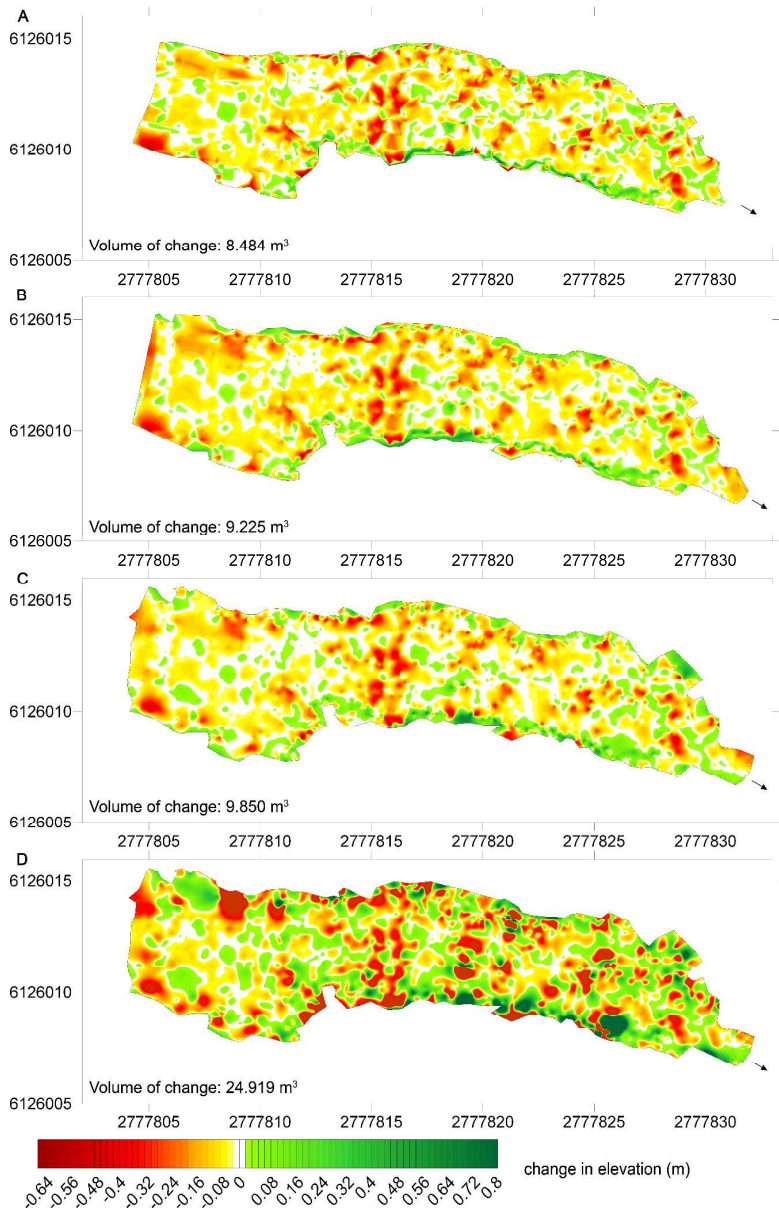 A
6126015
6126010
6126005
Volume of change: 8.484 m³
2777805 2777810 2777815 2777820 2777825 2777830
B
6126015
6126010
6126005
Volume of change: 9.225 m³
2777805 2777810 2777815 2777820 2777825 2777830
C
6126015
6126010
6126005
Volume of change: 9.850 m³
2777805 2777810 2777815 2777820 2777825 2777830
D
6126015
6126010
6126005
Volume of change: 24.919 m³
2777805 2777810 2777815 2777820 2777825 2777830
-0.64 -0.56 -0.48 -0.4 -0.32 -0.24 -0.16 -0.08 0 0.08 0.16 0.24 0.32 0.4 0.48 0.56 0.64 0.72 0.8
change in elevation (m)